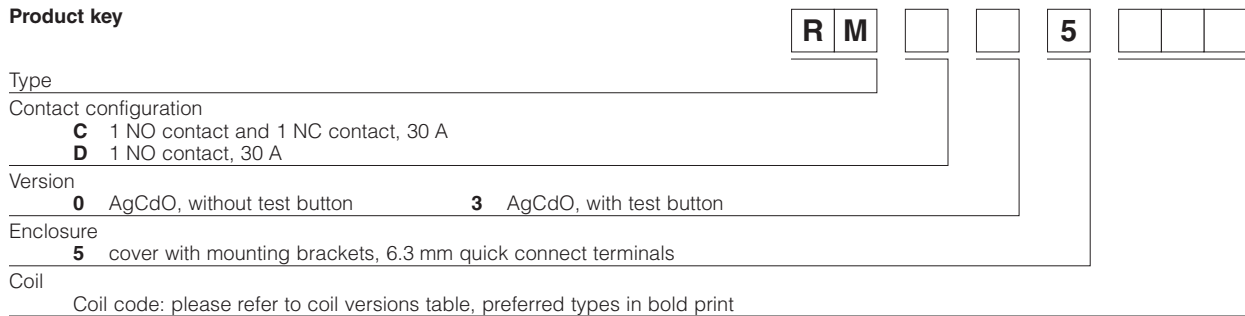 Product key R M 5
Type
Contact configuration
C 1 NO contact and 1 NC contact, 30 A
D 1 NO contact, 30 A
Version
0 AgCdO, without test button 3 AgCdO, with test button
Enclosure
5 cover with mounting brackets, 6.3 mm quick connect terminals
Coil
Coil code: please refer to coil versions table, preferred types in bold print